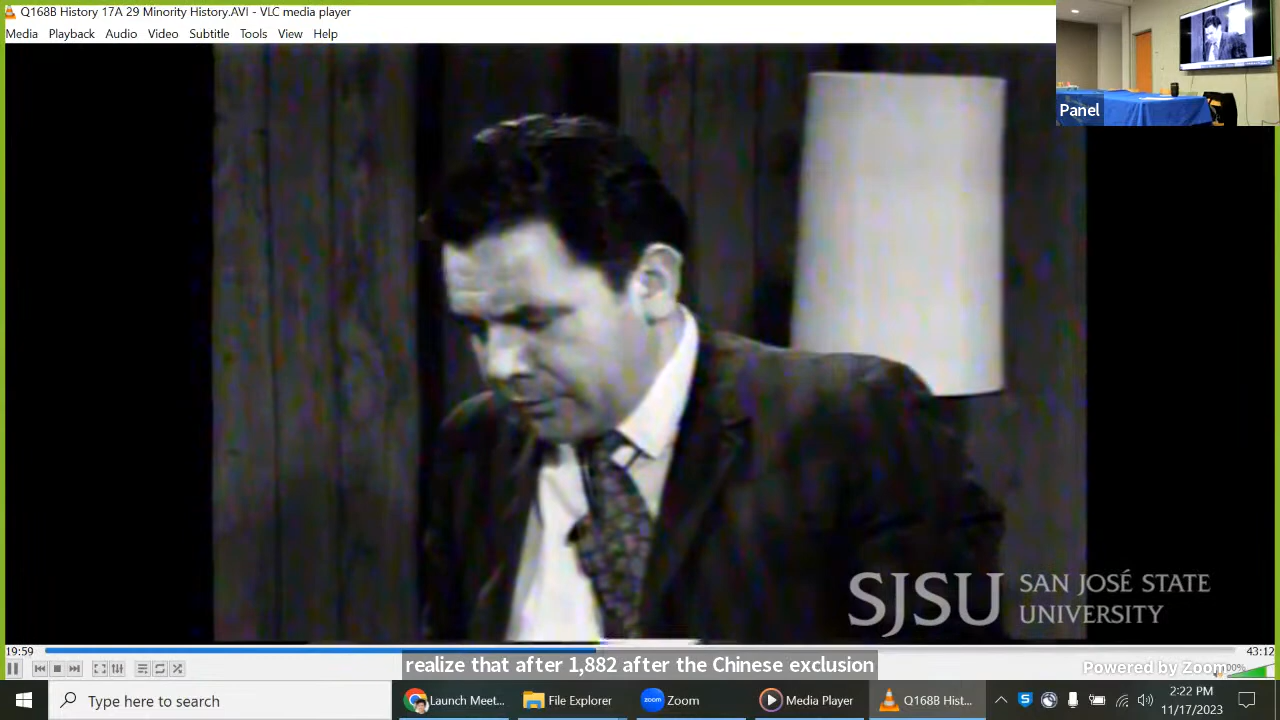 Q168B History 17A 29 Minority History.AVI - VLC media player
Media Playback Audio Video Subtitle Tools View Help
Panel
SJSU SAN JOSÉ STATE
UNIVERSITY
19:59
43:12
realize that after 1,882 after the Chinese exclusion
Powered by Zoom
Type here to search
Launch Meet...
File Explorer
Zoom
Media Player
Q168B Hist...
2:22 PM
11/17/2023